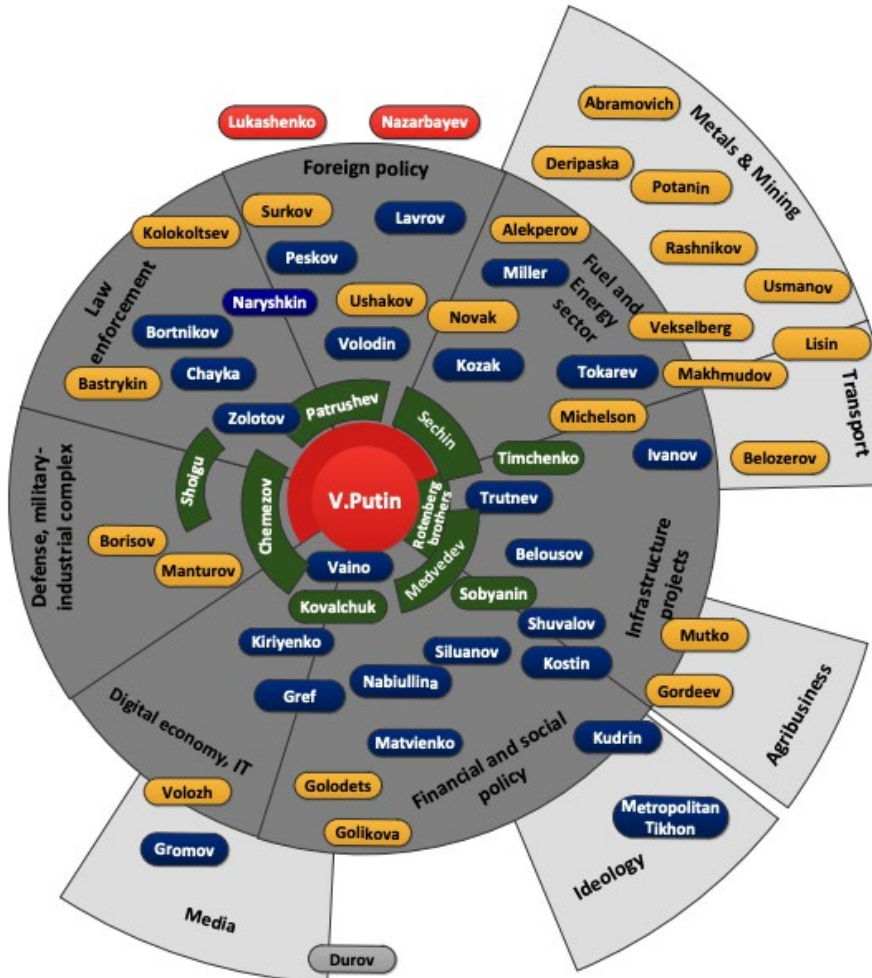 Abramovich
Metals & Mining
Lukashenko
Nazarbayev
Deripaska
Foreign policy
Potanin
Surkov
Lavrov
Kolokoltsev
Alekperov
Rashnikov
Peskov
Miller
Fuel and
Energy
sector
Usmanov
Law
enforcement
Naryshkin
Ushakov
Novak
Vekselberg
Bortnikov
Volodin
Lisin
Kozak
Tokarev
Makhmudov
Transport
Bastrykin
Chayka
Zolotov
Patrushev
Sechin
Michelson
Timchenko
Ivanov
Belozerov
Shoigu
Chemezov
V.Putin
Rotenberg
brothers
Trutnev
Defense, military-
industrial complex
Borisov
Manturov
Vaino
Medvedev
Belousov
Infrastructure
projects
Kovalchuk
Sobyanin
Shuvalov
Mutko
Kiriyenko
Siluanov
Kostin
Nabiullina
Gordeev
Agribusiness
Gref
Digital economy, IT
Matvienko
Financial and social
policy
Kudrin
Volozh
Golodets
Metropolitan
Tikhon
Golikova
Gromov
Ideology
Media
Durov